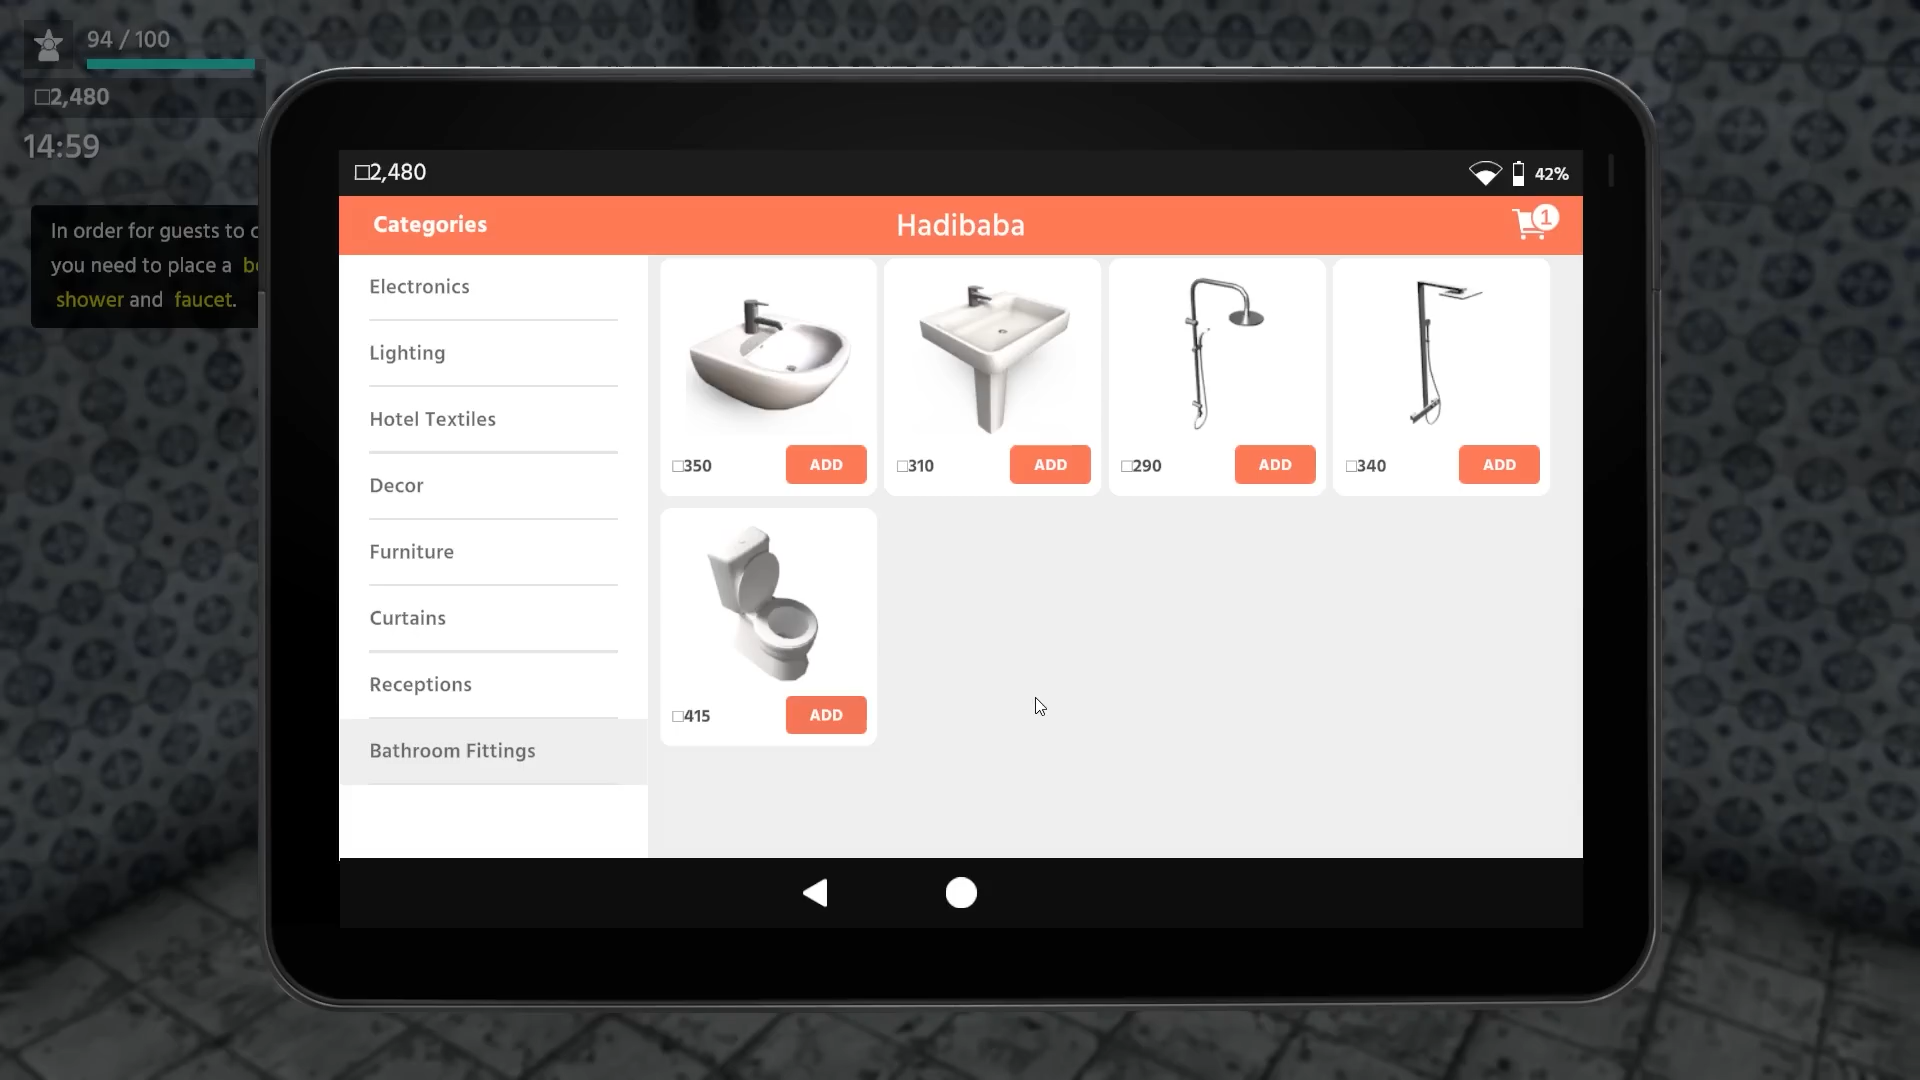 94 / 100
□2,480
14:59
In order for guests to
you need to place a
shower and faucet.
□2,480
42%
Categories
Hadibaba
1
Electronics
Lighting
Hotel Textiles
Decor
Furniture
Curtains
Receptions
Bathroom Fittings
□350 ADD
□310 ADD
□290 ADD
□340 ADD
□415 ADD